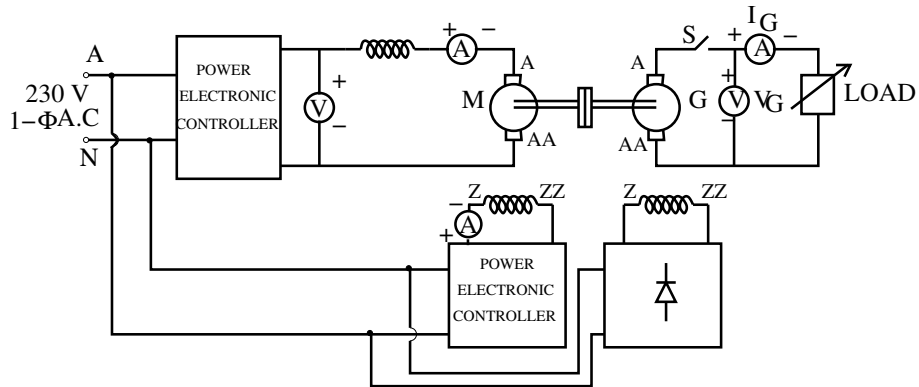 A
230 V
1−ΦA.C
N
POWER
ELECTRONIC
CONTROLLER
+
V
−
+
A
−
A
M
AA
A
G
AA
S
+
I G
A
−
+
V
V G
−
LOAD
Z
ZZ
−
A
+
POWER
ELECTRONIC
CONTROLLER
Z
ZZ